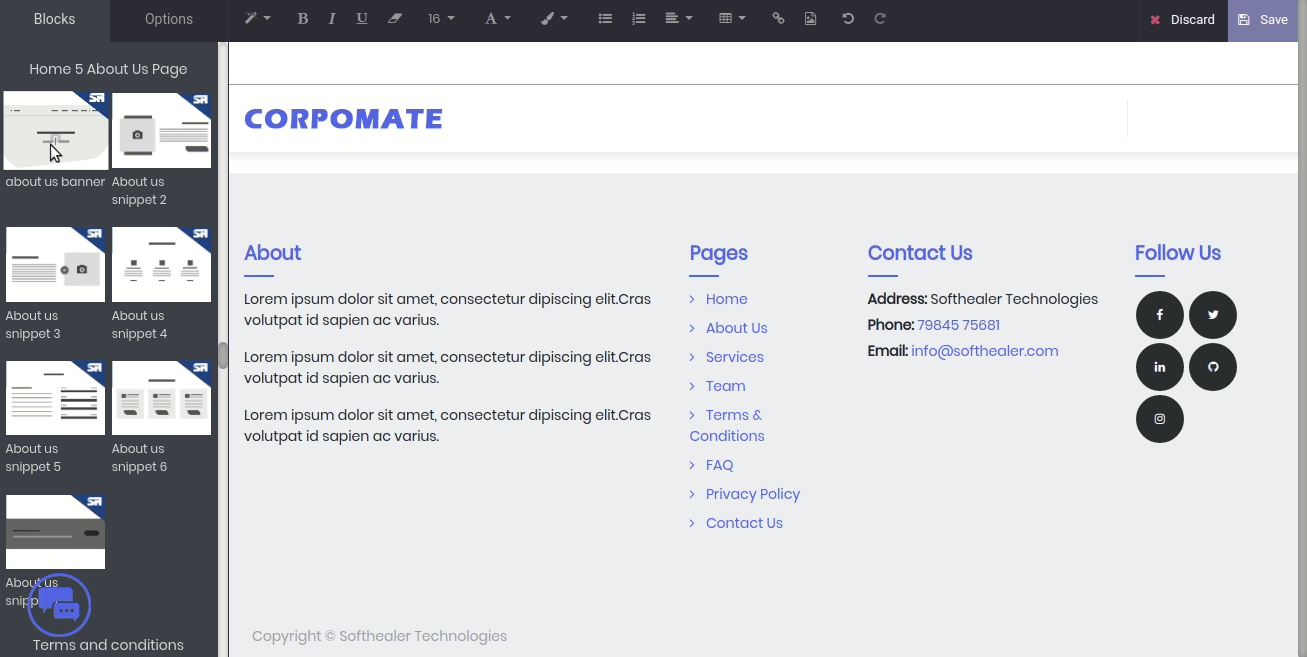 Blocks
Options
B I U
16
A
Discard
Save
Home 5 About Us Page
about us banner
About us
snippet 2
About us
snippet 3
About us
snippet 4
About us
snippet 5
About us
snippet 6
About us
Terms and conditions
CORPOMATE
About
Lorem ipsum dolor sit amet, consectetur dipiscing elit.Cras
volutpat id sapien ac varius.
Lorem ipsum dolor sit amet, consectetur dipiscing elit.Cras
volutpat id sapien ac varius.
Lorem ipsum dolor sit amet, consectetur dipiscing elit.Cras
volutpat id sapien ac varius.
Pages
Home
About Us
Services
Team
Terms &
Conditions
FAQ
Privacy Policy
Contact Us
Contact Us
Address: Softhealer Technologies
Phone: 79845 75681
Email: info@softhealer.com
Follow Us
Copyright © Softhealer Technologies